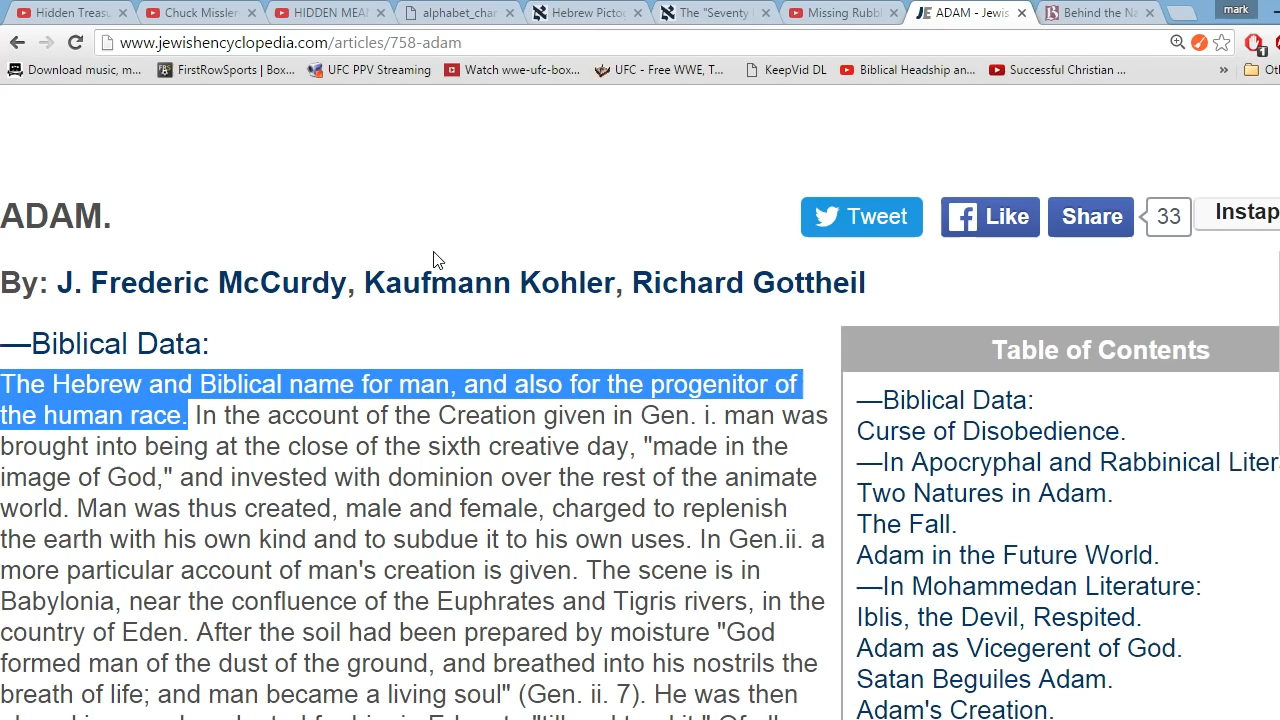 Hidden Treasu
Chuck Missler
HIDDEN MEA
alphabet_char
Hebrew Pictog
The "Seventy
Missing Rubbl
ADAM - Jewis
Behind the Na
mark
www.jewishencyclopedia.com/articles/758-adam
Download music, m...
FirstRowSports | Box...
UFC PPV Streaming
Watch wwe-ufc-box...
UFC - Free WWE, T...
KeepVid DL
Biblical Headship an...
Successful Christian ...
»
Oth
ADAM.
Tweet
Like
Share
33
Instap
By: J. Frederic McCurdy, Kaufmann Kohler, Richard Gottheil
—Biblical Data:
The Hebrew and Biblical name for man, and also for the progenitor of
the human race. In the account of the Creation given in Gen. i. man was
brought into being at the close of the sixth creative day, "made in the
image of God," and invested with dominion over the rest of the animate
world. Man was thus created, male and female, charged to replenish
the earth with his own kind and to subdue it to his own uses. In Gen.ii. a
more particular account of man's creation is given. The scene is in
Babylonia, near the confluence of the Euphrates and Tigris rivers, in the
country of Eden. After the soil had been prepared by moisture "God
formed man of the dust of the ground, and breathed into his nostrils the
breath of life; and man became a living soul" (Gen. ii. 7). He was then
Table of Contents
—Biblical Data:
Curse of Disobedience.
—In Apocryphal and Rabbinical Liter
Two Natures in Adam.
The Fall.
Adam in the Future World.
—In Mohammedan Literature:
Iblis, the Devil, Respited.
Adam as Vicegerent of God.
Satan Beguiles Adam.
Adam's Creation.